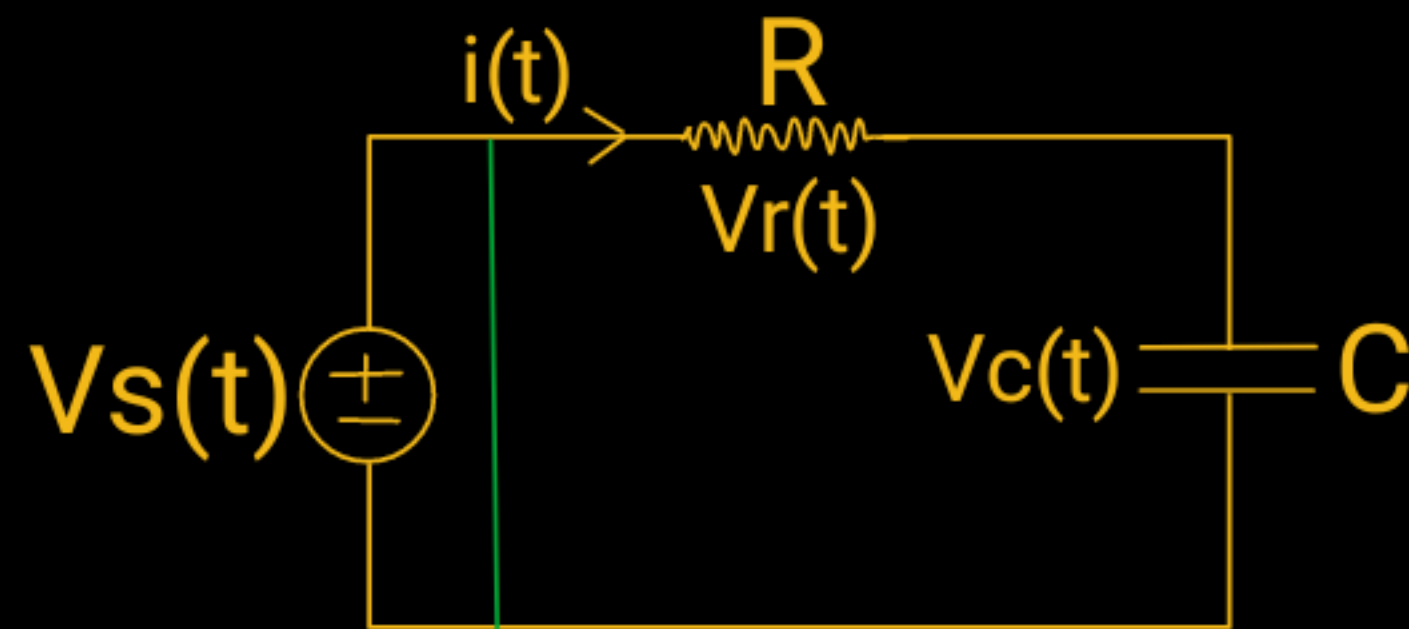 i(t)
R
Vr(t)
Vs(t)
+
−
Vc(t)
C